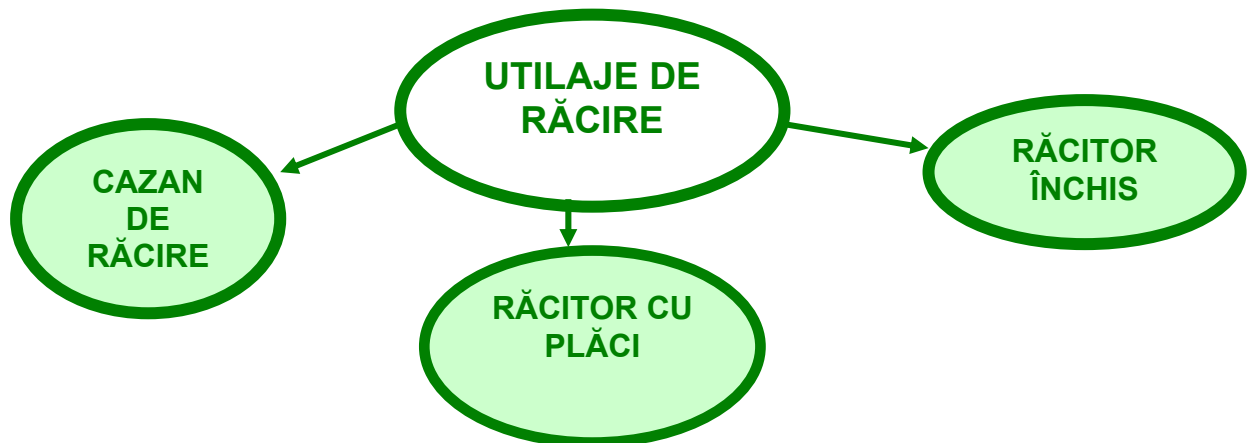 UTILAJE DE
RĂCIRE
CAZAN
DE
RĂCIRE
RĂCITOR CU
PLĂCI
RĂCITOR
ÎNCHIS